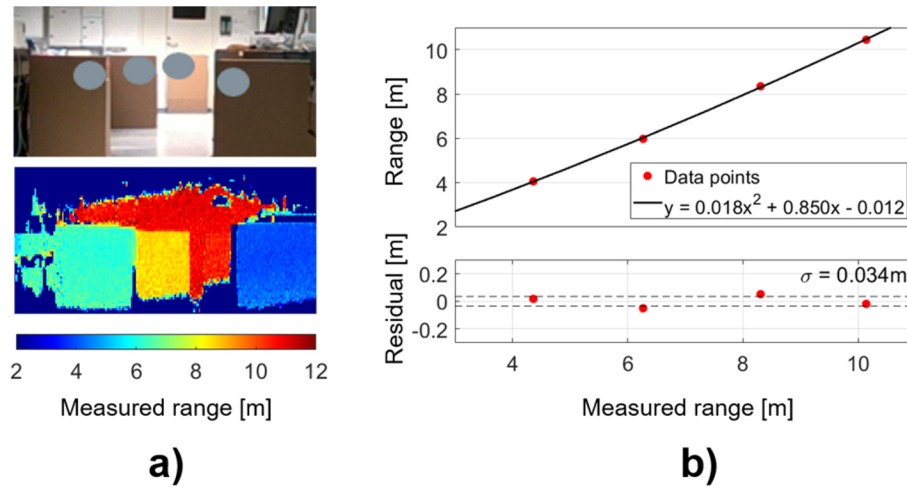 2 4 6 8 10 12
Measured range [m]
a)
10
8
6
4
2
Range [m]
Data points
y = 0.018x² + 0.850x - 0.012
0.2
0
-0.2
Residual [m]
σ = 0.034m
4 6 8 10
Measured range [m]
b)